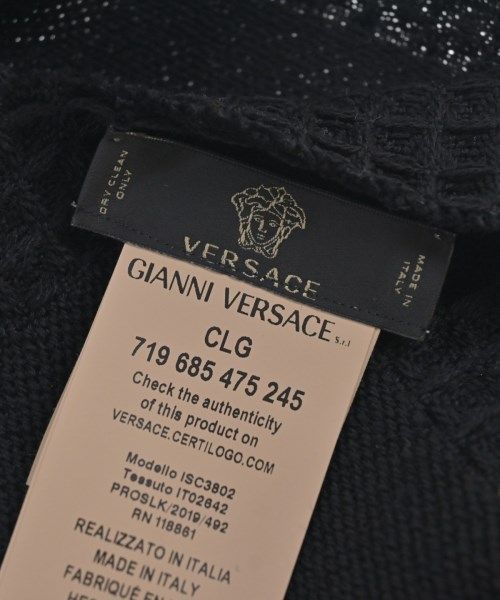 DRY CLEAN
ONLY
VERSACE
MADE IN
ITALY
GIANNI VERSACE S.r.l
CLG
719 685 475 245
Check the authenticity
of this product on
VERSACE.CERTILOGO.COM
Modello ISC3802
Tessuto IT02642
PROSLK/2019/492
RN 118861
REALIZZATO IN ITALIA
MADE IN ITALY
FABRIQUÉ EN